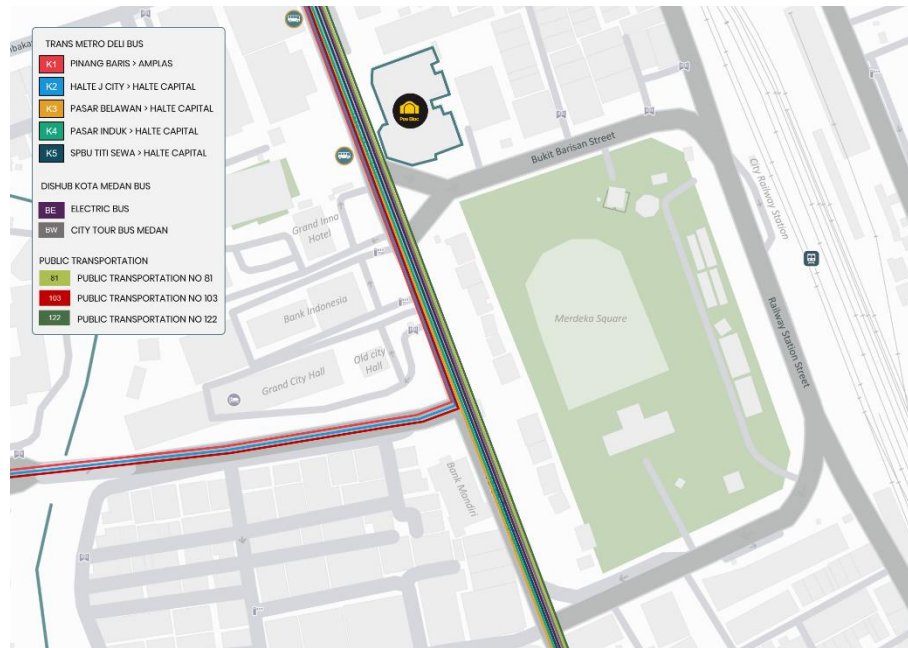 TRANS METRO DELI BUS
K1 PINANG BARIS > AMPLAS
K2 HALTE J CITY > HALTE CAPITAL
K3 PASAR BELAWAN > HALTE CAPITAL
K4 PASAR INDUK > HALTE CAPITAL
K5 SPBU TITI SEWA > HALTE CAPITAL
DISHUB KOTA MEDAN BUS
BE ELECTRIC BUS
BW CITY TOUR BUS MEDAN
PUBLIC TRANSPORTATION
81 PUBLIC TRANSPORTATION NO 81
103 PUBLIC TRANSPORTATION NO 103
122 PUBLIC TRANSPORTATION NO 122
Pos Bloc
Bukit Barisan Street
City Railway Station
Grand Inna
Hotel
Bank Indonesia
Merdeka Square
Railway Station Street
Old city
Hall
Grand City Hall
Bank Mandiri